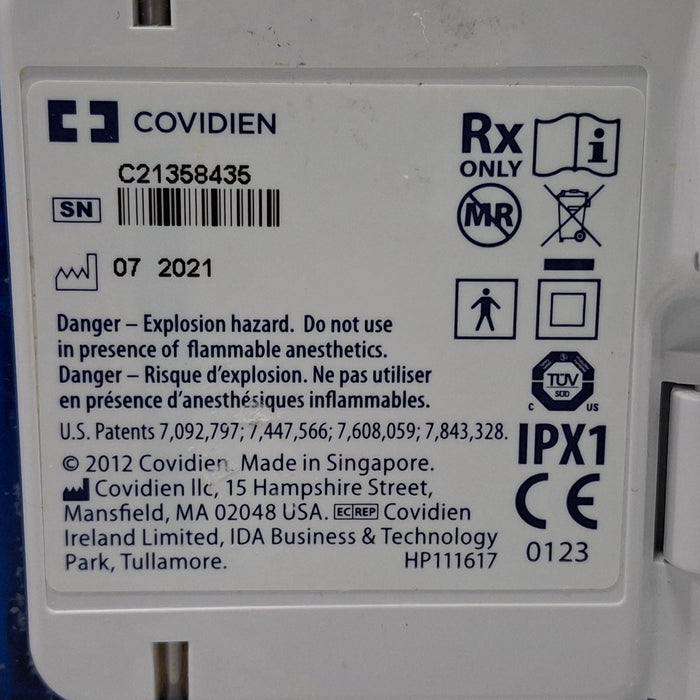 COVIDIEN
Rx
ONLY
i
C21358435
SN
MR
07 2021
Danger – Explosion hazard. Do not use
in presence of flammable anesthetics.
Danger – Risque d'explosion. Ne pas utiliser
en présence d'anesthésiques inflammables.
TÜV
SÜD
C US
U.S. Patents 7,092,797; 7,447,566; 7,608,059; 7,843,328.
IPX1
© 2012 Covidien. Made in Singapore.
Covidien llc, 15 Hampshire Street,
Mansfield, MA 02048 USA. EC REP Covidien
Ireland Limited, IDA Business & Technology
Park, Tullamore. HP111617
CE
0123